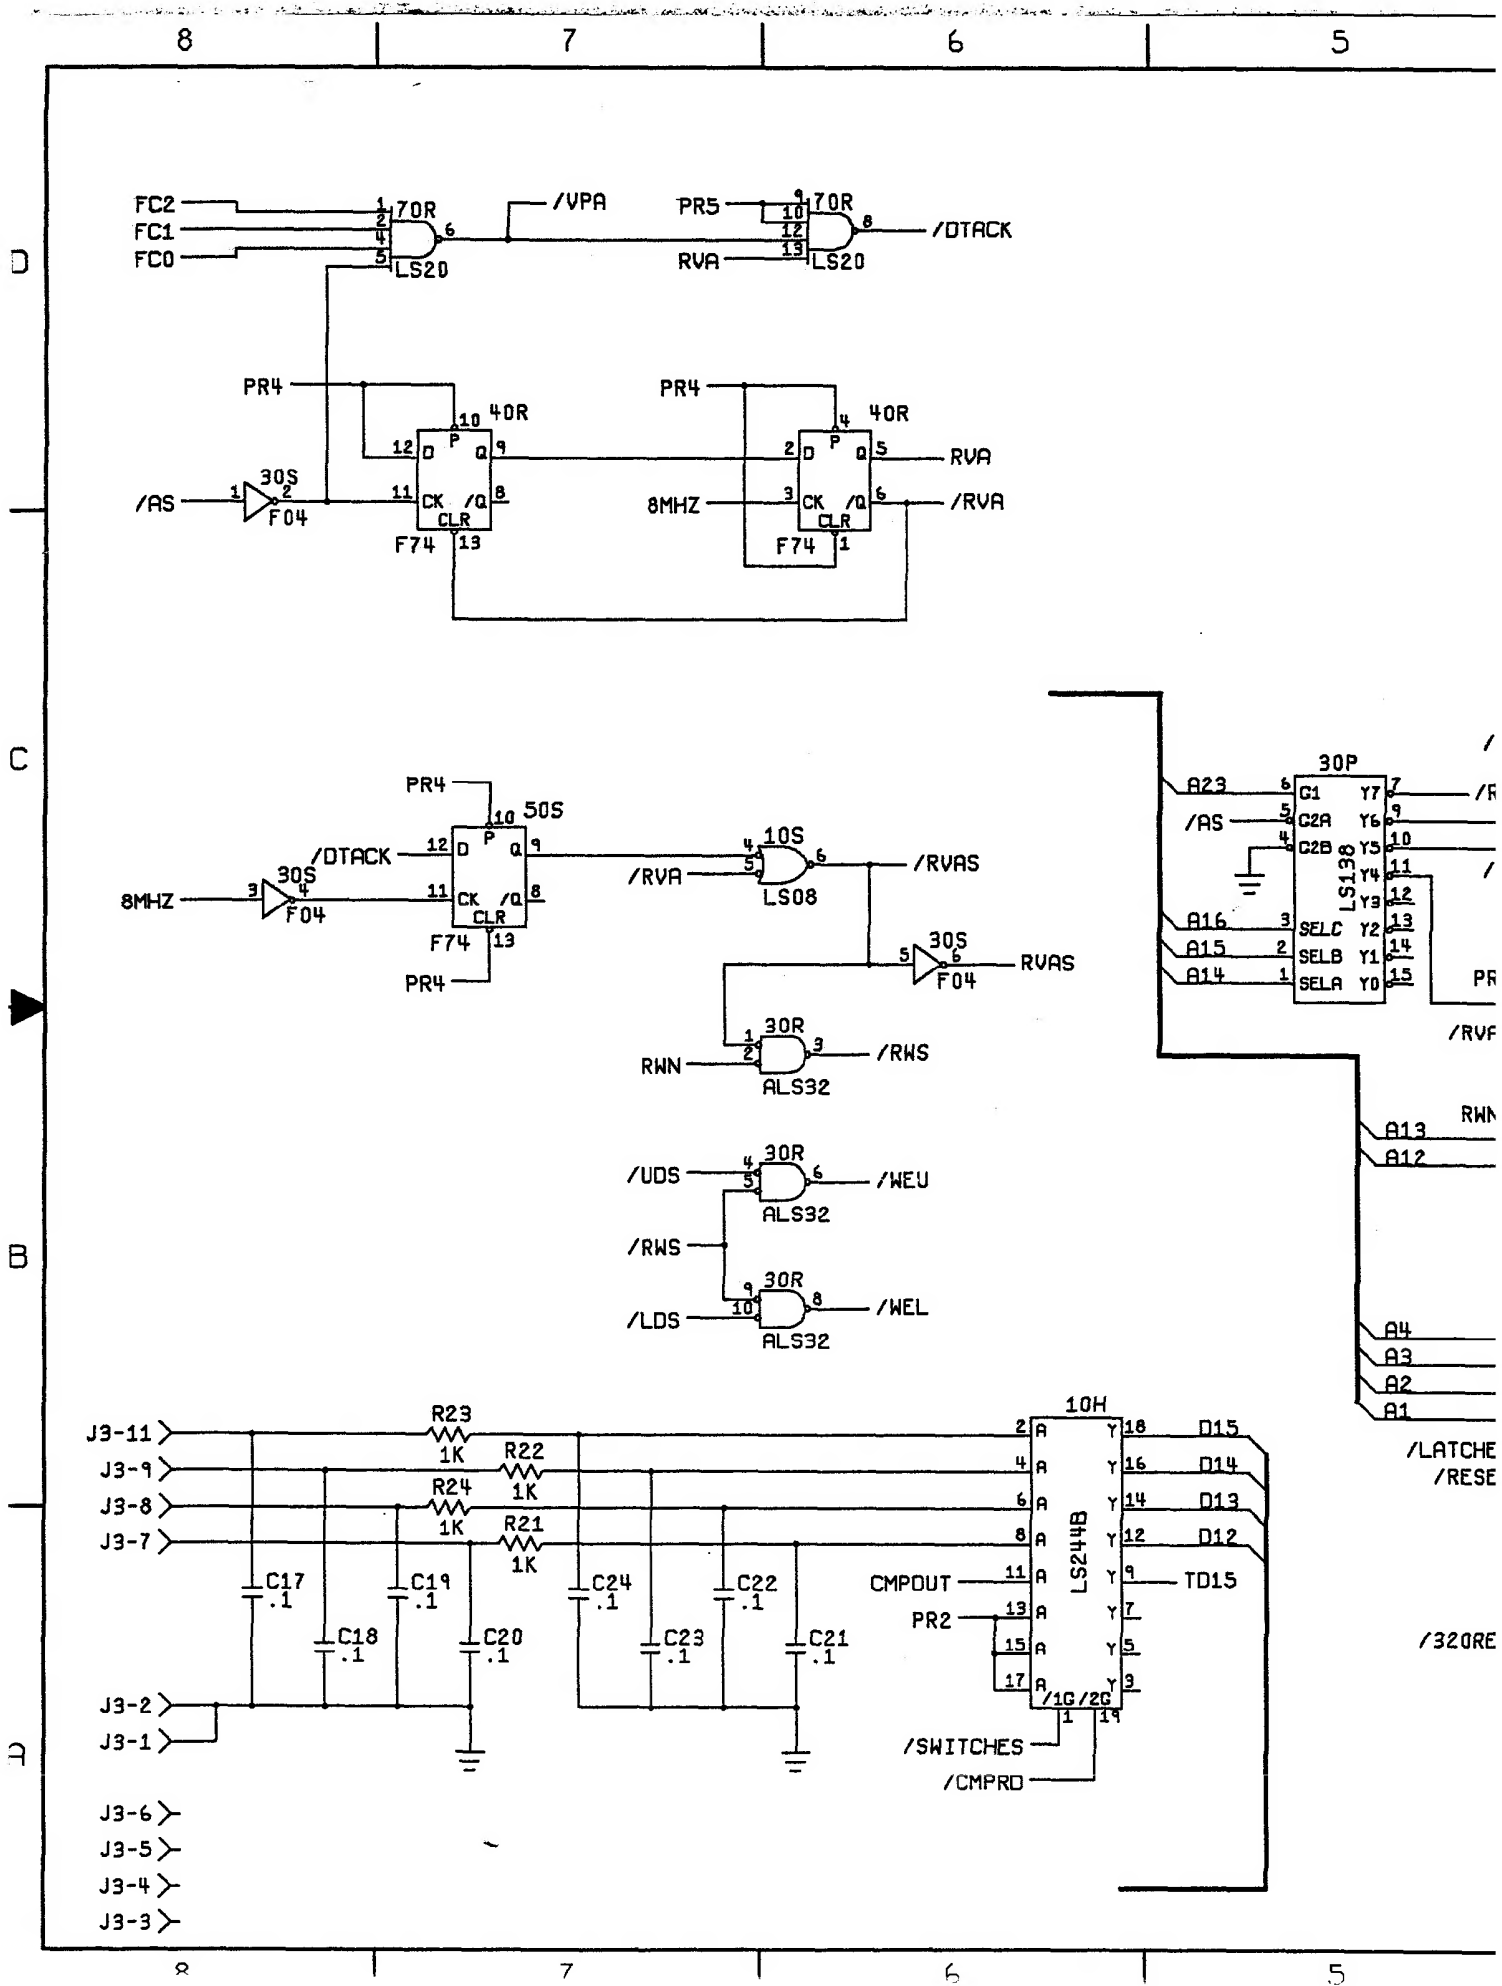 8 7 6 5
D
C
B
A
FC2
FC1
FC0
1
2
4
5
70R
6
LS20
/VPA
PR5
RVA
9
10
12
13
70R
8
LS20
/DTACK
PR4
10 40R
P
12 D Q 9
11 CK /Q 8
CLR
F74 13
/AS
1 30S 2
F04
PR4
4 40R
P
2 D Q 5
RVA
8MHZ
3 CK /Q 6
/RVA
CLR
F74 1
PR4
10 50S
P
/DTACK 12 D Q 9
8MHZ 3 30S 4
F04
11 CK /Q 8
CLR
F74 13
PR4
10S
4
5
6
/RVA
LS08
/RVAS
30S
5 6
F04
RVAS
30R
1
2
3
RWN
/RWS
ALS32
30R
/UDS 4
5
6
/WEU
ALS32
/RWS
30R
9
/LDS 10
8
/WEL
ALS32
30P
A23 6 G1 Y7 7
/AS 5 G2A Y6 9
4 G2B Y5 10
Y4 11
Y3 12
A16 3 SELC Y2 13
A15 2 SELB Y1 14
A14 1 SELA Y0 15
LS138
/
/R
/
PR
/RVA
RWN
A13
A12
A4
A3
A2
A1
/LATCHE
/RESE
/320RE
J3-11
J3-9
J3-8
J3-7
R23
1K
R22
1K
R24
1K
R21
1K
C17
.1
C18
.1
C19
.1
C20
.1
C24
.1
C23
.1
C22
.1
C21
.1
10H
2 A Y 18 D15
4 A Y 16 D14
6 A Y 14 D13
8 A Y 12 D12
CMPOUT 11 A Y 9 TD15
PR2 13 A Y 7
15 A Y 5
17 A Y 3
LS244B
/1G /2G
1 19
/SWITCHES
/CMPRD
J3-2
J3-1
J3-6
J3-5
J3-4
J3-3
8 7 6 5